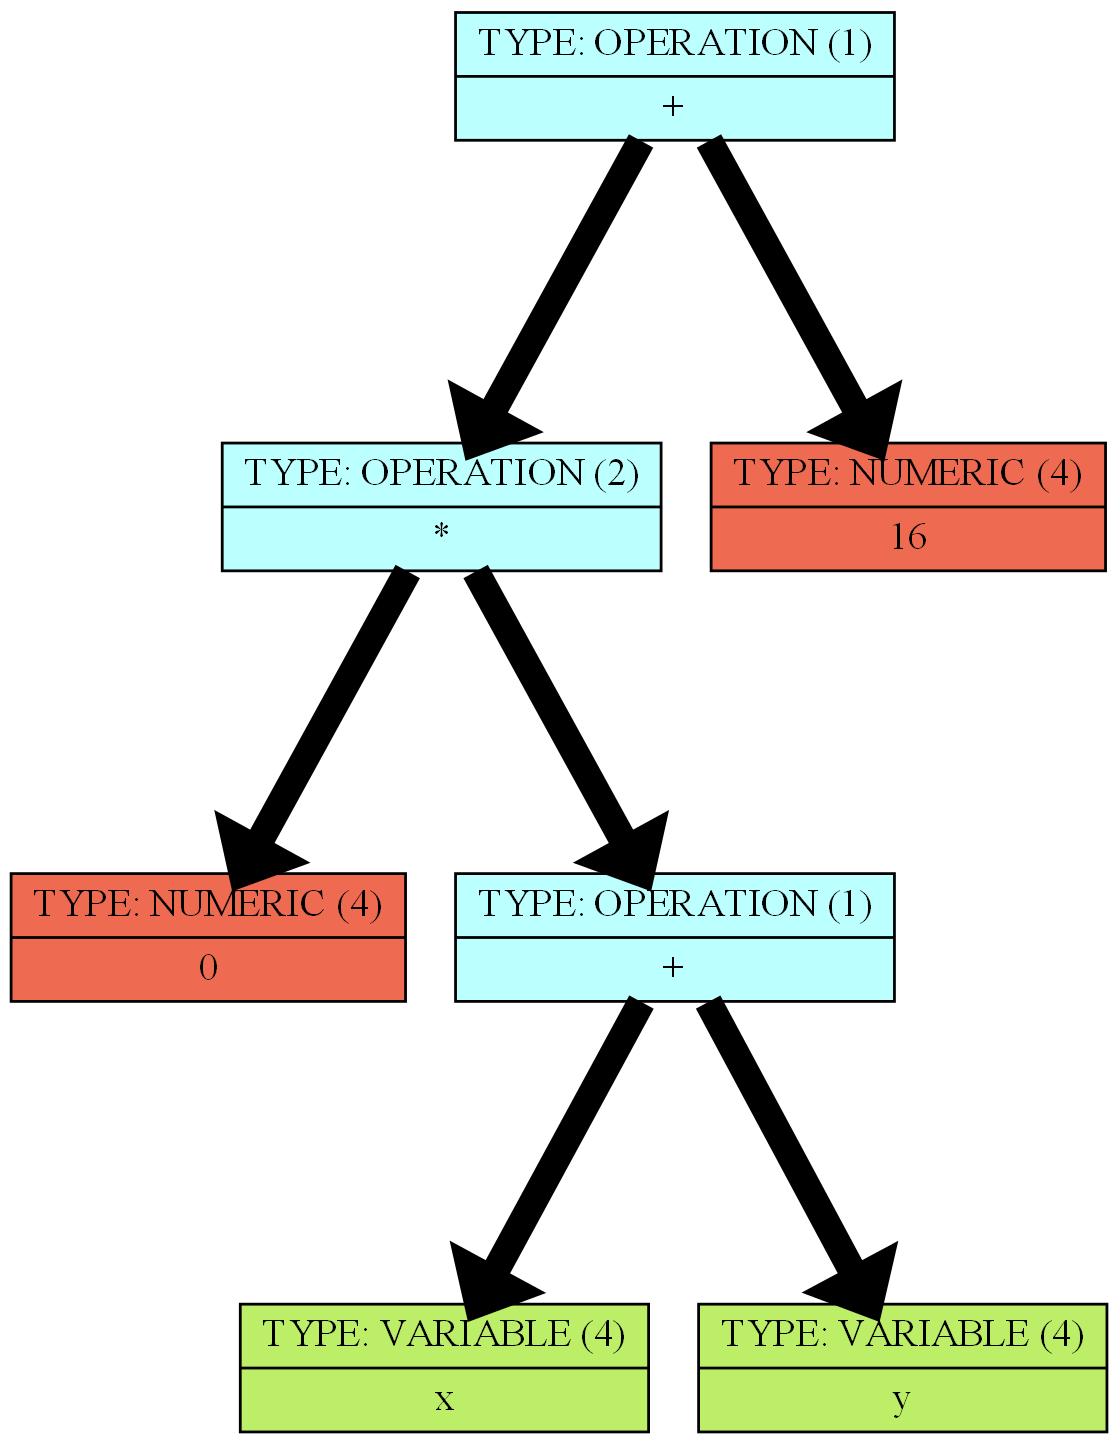 TYPE: OPERATION (1)
+
TYPE: OPERATION (2)
*
TYPE: NUMERIC (4)
16
TYPE: NUMERIC (4)
0
TYPE: OPERATION (1)
+
TYPE: VARIABLE (4)
x
TYPE: VARIABLE (4)
y